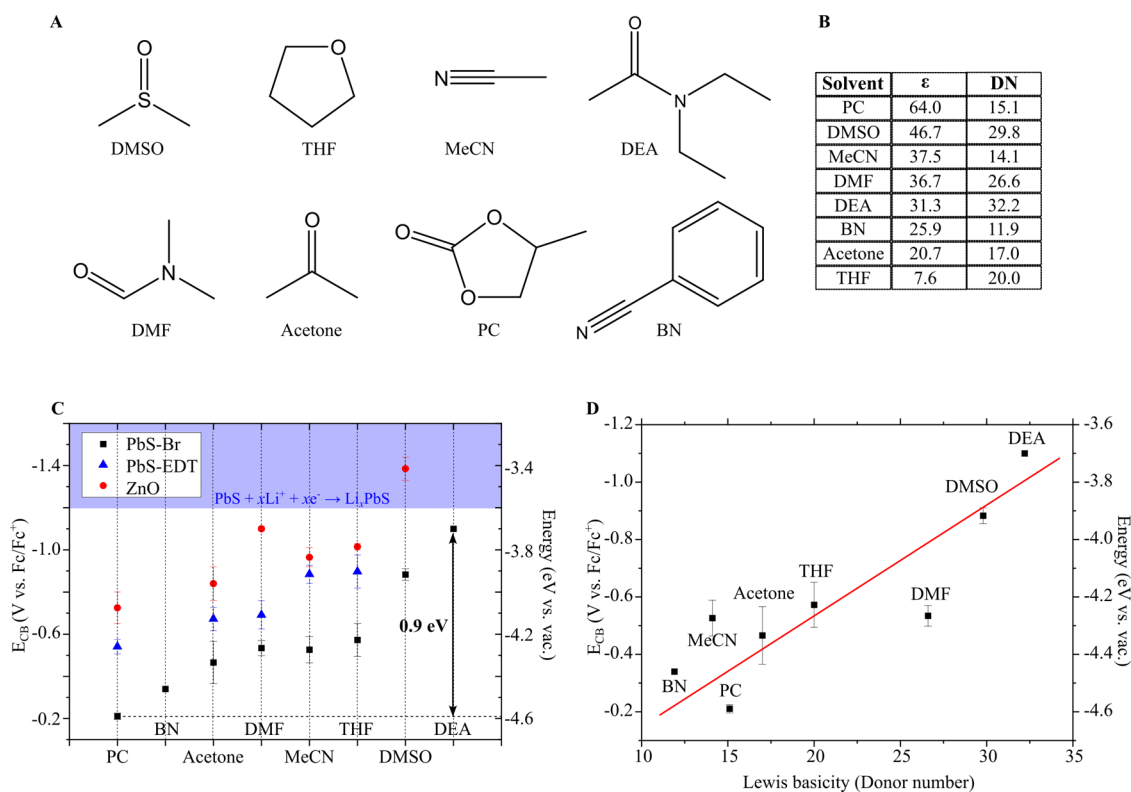 A
O
S
DMSO
O
THF
N
MeCN
O
N
DEA
O
N
DMF
O
Acetone
O
O
O
PC
N
BN
B
Solvent ε DN
PC 64.0 15.1
DMSO 46.7 29.8
MeCN 37.5 14.1
DMF 36.7 26.6
DEA 31.3 32.2
BN 25.9 11.9
Acetone 20.7 17.0
THF 7.6 20.0
C
PbS-Br
PbS-EDT
ZnO
PbS + xLi⁺ + xe⁻ → LiₓPbS
0.9 eV
E_CB (V vs. Fc/Fc⁺)
-1.4
-1.0
-0.6
-0.2
Energy (eV vs. vac.)
-3.4
-3.8
-4.2
-4.6
BN DMF THF DEA
PC Acetone MeCN DMSO
D
E_CB (V vs. Fc/Fc⁺)
-1.2
-1.0
-0.8
-0.6
-0.4
-0.2
Energy (eV vs. vac.)
-3.6
-3.8
-4.0
-4.2
-4.4
-4.6
DEA
DMSO
THF
Acetone
DMF
MeCN
BN
PC
10 15 20 25 30 35
Lewis basicity (Donor number)